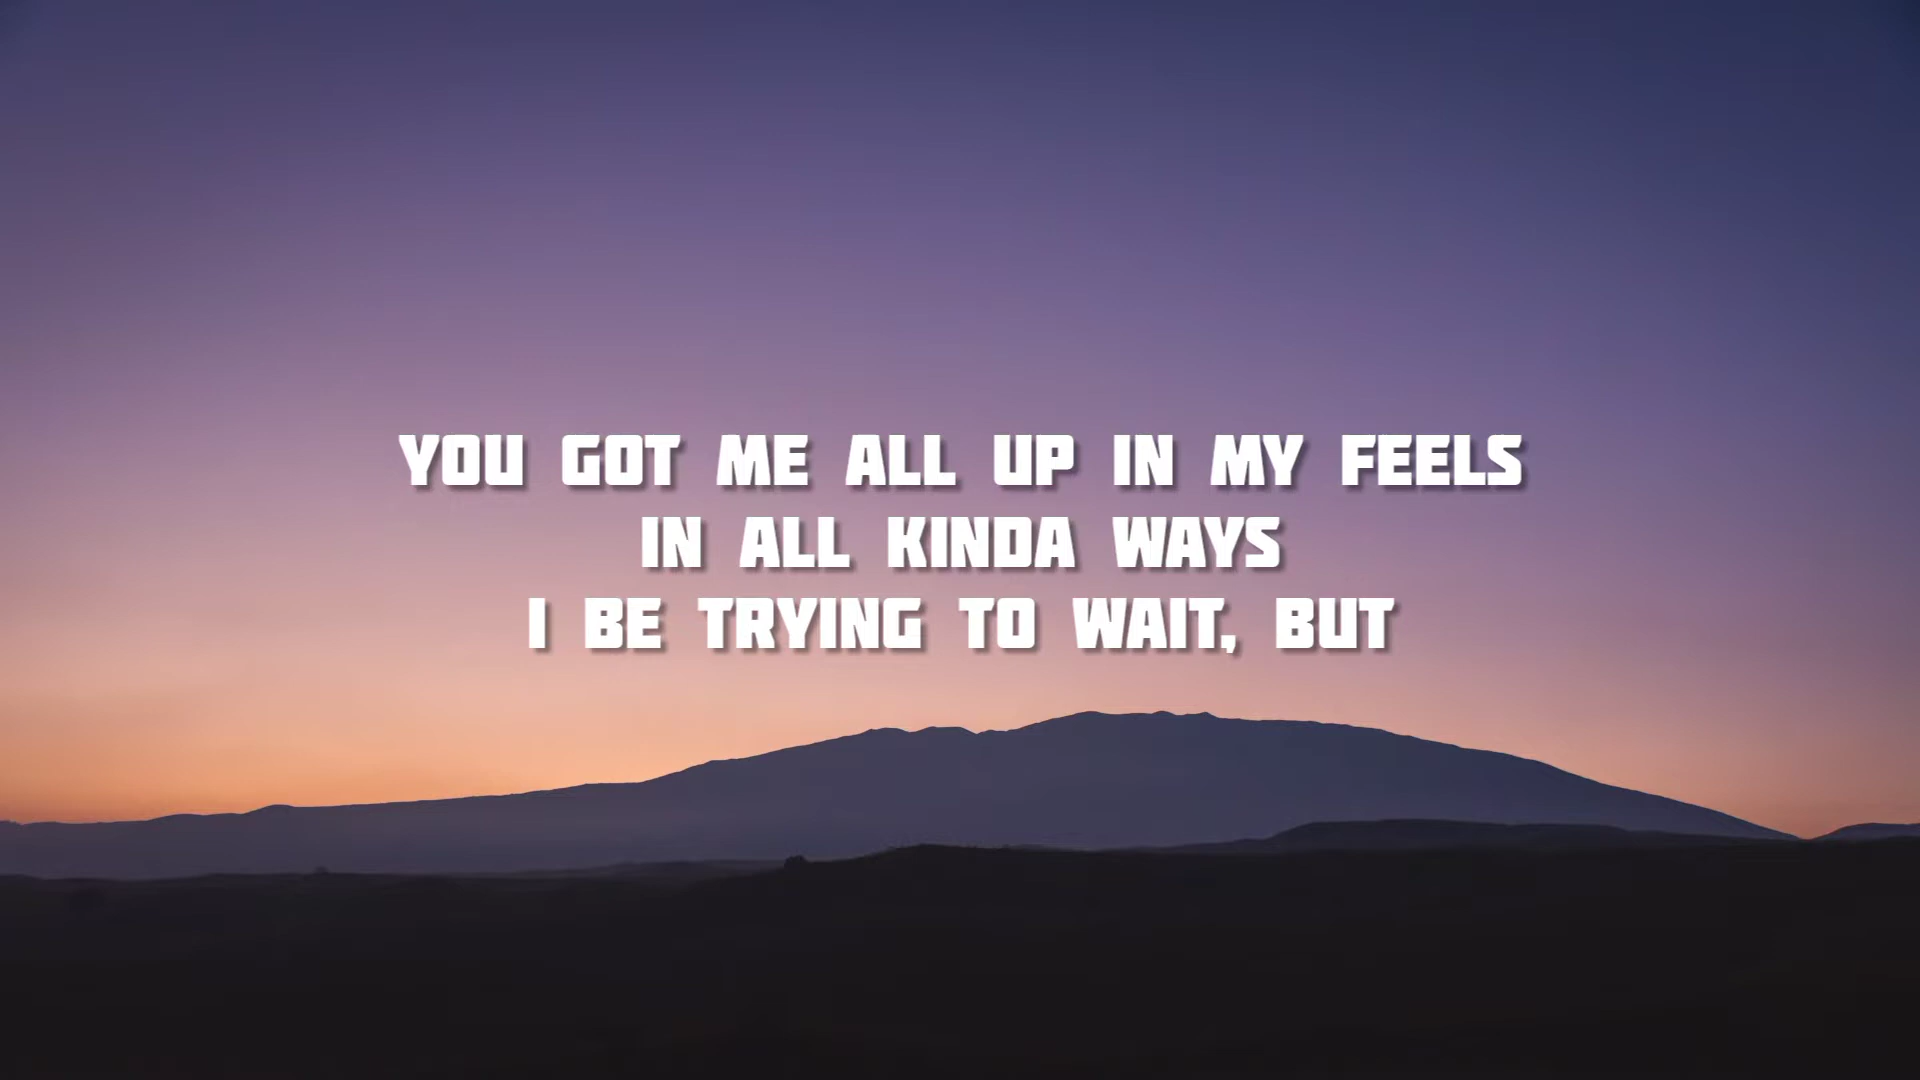 YOU GOT ME ALL UP IN MY FEELS
IN ALL KINDA WAYS
I BE TRYING TO WAIT, BUT